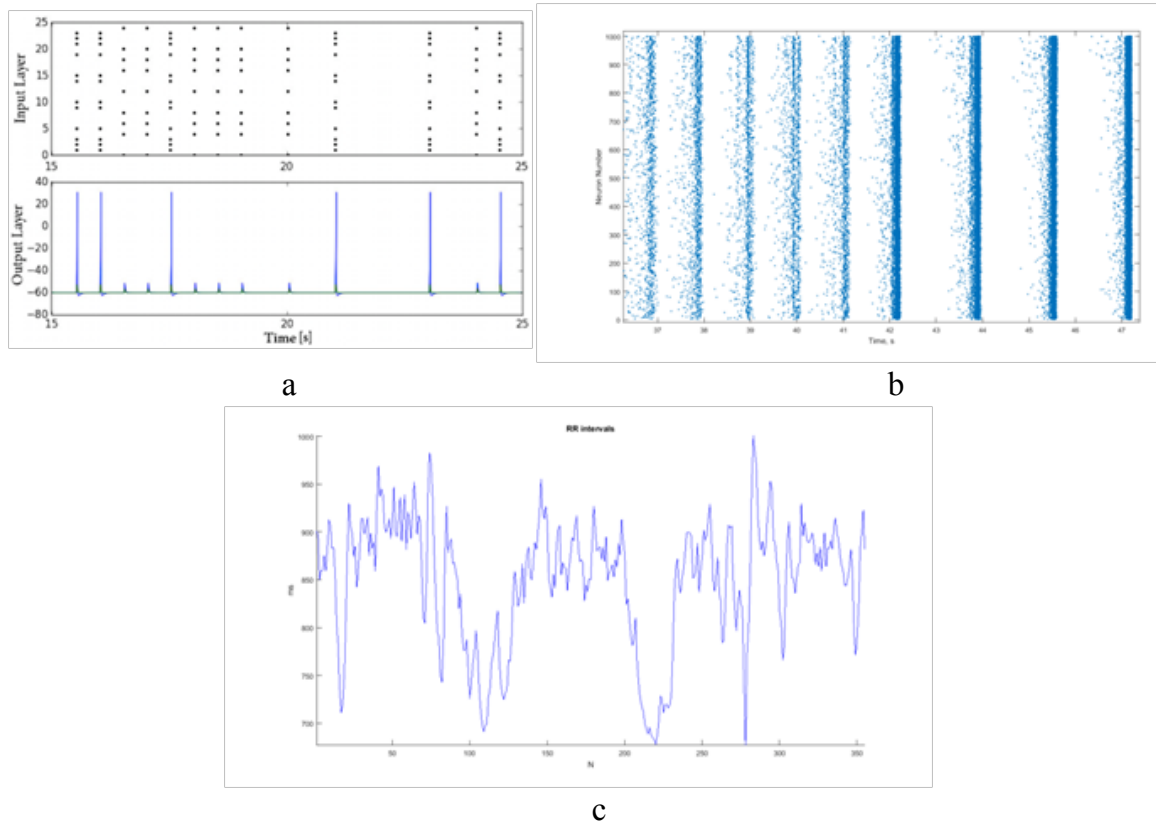 25
20
15
10
5
0
Input Layer
15 20 25
40
20
0
−20
−40
−60
−80
Output Layer
15 20 25
Time [s]
a
1000
900
800
700
600
500
400
300
200
100
0
Neuron Number
37 38 39 40 41 42 43 44 45 46 47
Time, s
b
RR intervals
1000
950
900
850
800
750
700
ms
50 100 150 200 250 300 350
N
c